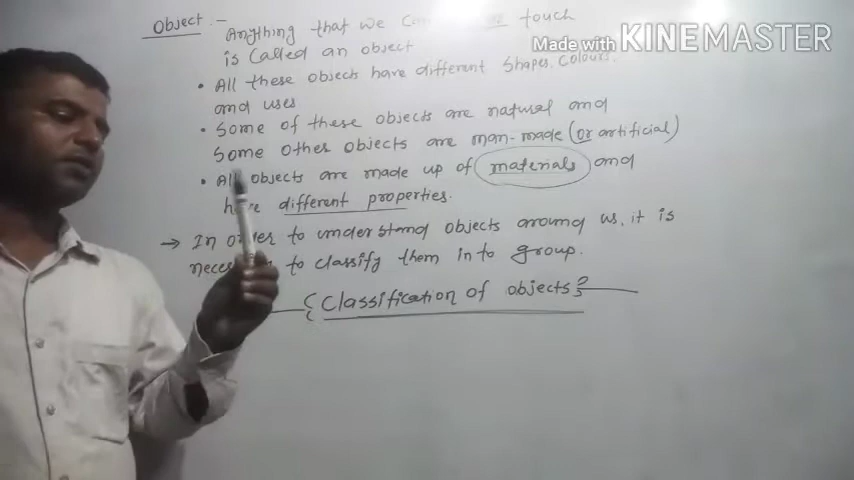 Object :-
Anything that we can touch
is called an object
• All these objects have different shapes, colours.
and uses
• Some of these objects are natural and
Some other objects are man-made (or artificial)
• All objects are made up of materials and
have different properties.
→ In order to understand objects around us, it is
to classify them in to group.
{Classification of objects}
Made with KINEMASTER